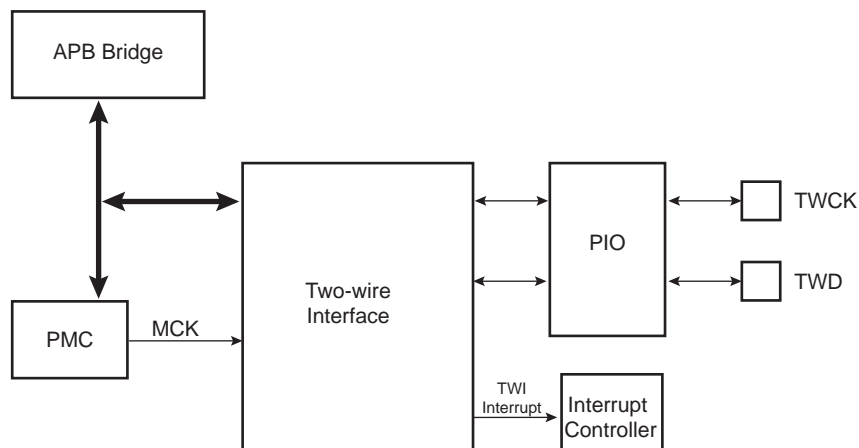 APB Bridge
TWCK
PIO
TWD
Two-wire
Interface
MCK
PMC
TWI
Interrupt
Interrupt
Controller